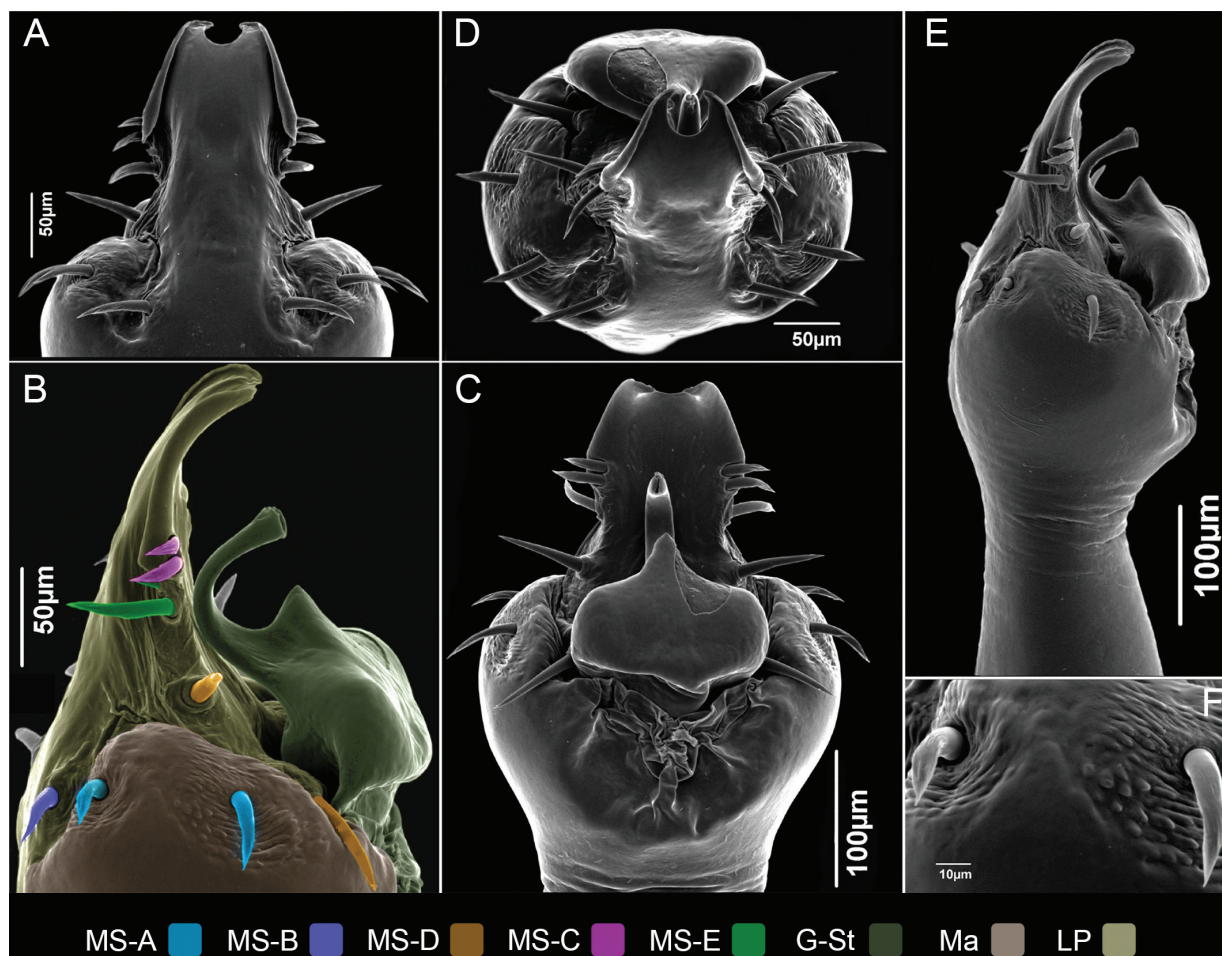 A
50µm
D
50µm
E
100µm
B
50µm
C
100µm
F
10µm
MS-A MS-B MS-D MS-C MS-E G-St Ma LP